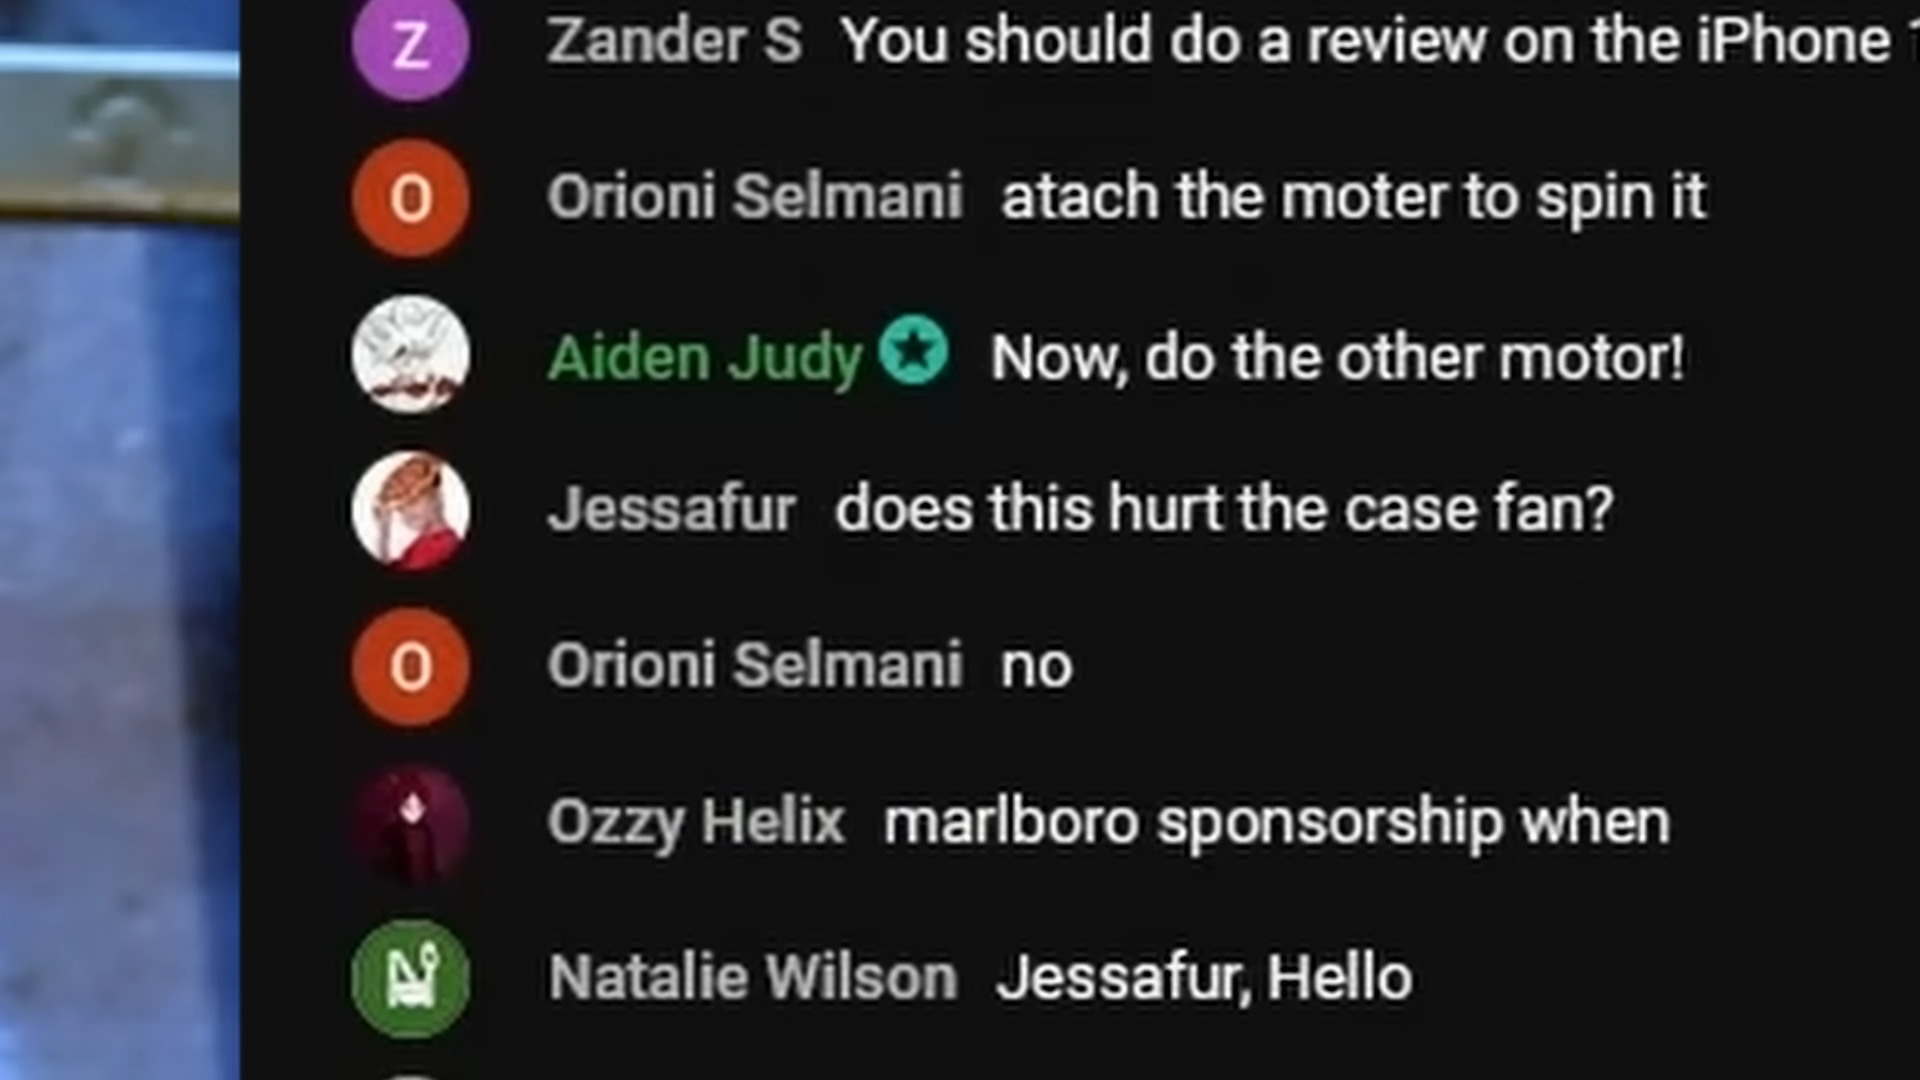 Z Zander S You should do a review on the iPhone
O Orioni Selmani atach the moter to spin it
Aiden Judy Now, do the other motor!
Jessafur does this hurt the case fan?
O Orioni Selmani no
Ozzy Helix marlboro sponsorship when
Natalie Wilson Jessafur, Hello